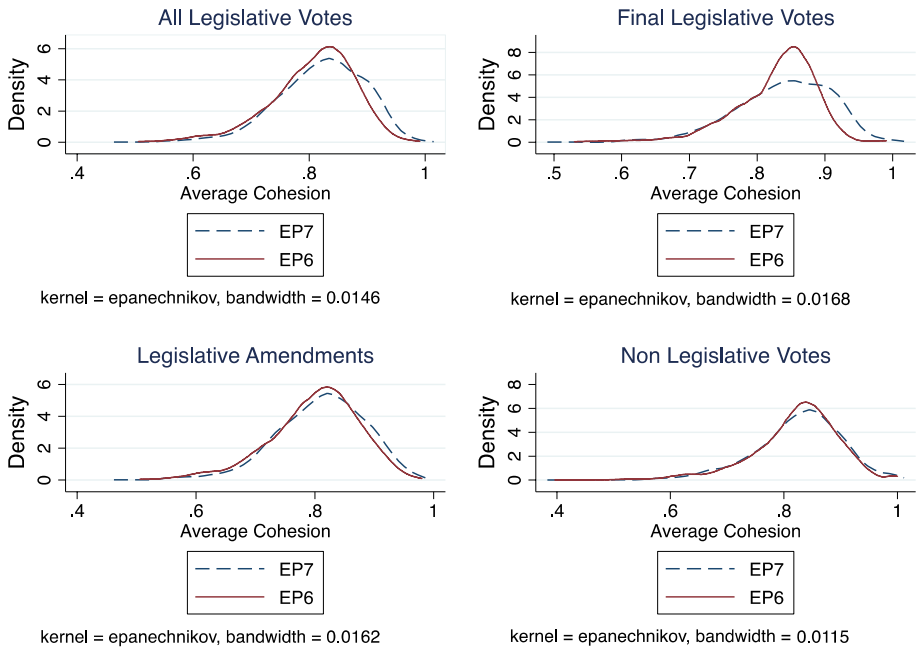 All Legislative Votes
Density
6
4
2
0
.4 .6 .8 1
Average Cohesion
EP7
EP6
kernel = epanechnikov, bandwidth = 0.0146
Final Legislative Votes
Density
8
6
4
2
0
.5 .6 .7 .8 .9 1
Average Cohesion
EP7
EP6
kernel = epanechnikov, bandwidth = 0.0168
Legislative Amendments
Density
6
4
2
0
.4 .6 .8 1
Average Cohesion
EP7
EP6
kernel = epanechnikov, bandwidth = 0.0162
Non Legislative Votes
Density
8
6
4
2
0
.4 .6 .8 1
Average Cohesion
EP7
EP6
kernel = epanechnikov, bandwidth = 0.0115